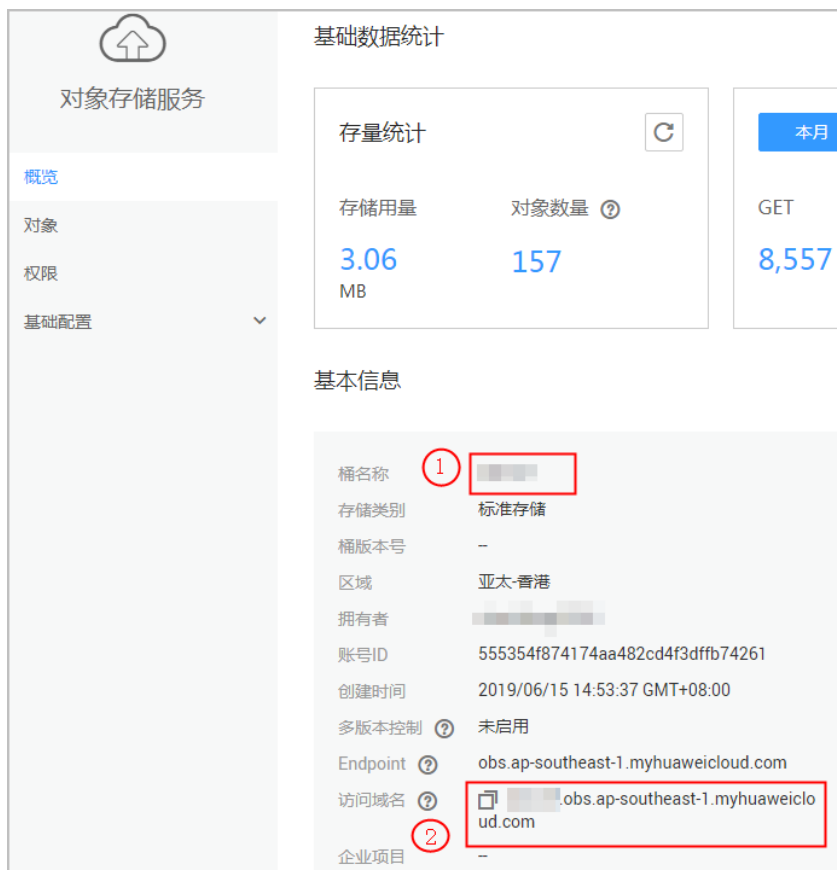 对象存储服务
概览
对象
权限
基础配置
基础数据统计
存量统计
本月
存储用量
对象数量 ?
GET
3.06
157
8,557
MB
基本信息
桶名称
1
存储类别 标准存储
桶版本号 --
区域 亚太-香港
拥有者
账号ID 555354f874174aa482cd4f3dffb74261
创建时间 2019/06/15 14:53:37 GMT+08:00
多版本控制 ? 未启用
Endpoint ? obs.ap-southeast-1.myhuaweicloud.com
访问域名 ? .obs.ap-southeast-1.myhuaweiclo
ud.com
2
企业项目 --